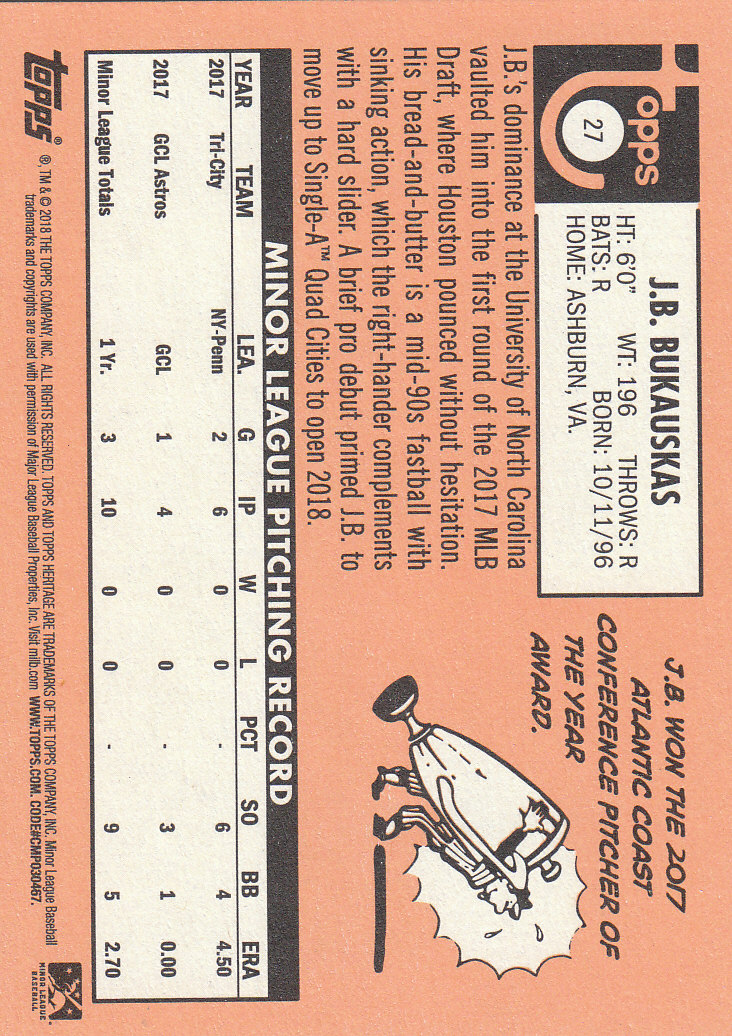 topps
27
J.B. BUKAUSKAS
HT: 6'0" WT: 196 THROWS: R
BATS: R BORN: 10/11/96
HOME: ASHBURN, VA.
J.B. WON THE 2017
ATLANTIC COAST
CONFERENCE PITCHER OF
THE YEAR
AWARD.
J.B.'s dominance at the University of North Carolina
vaulted him into the first round of the 2017 MLB
Draft, where Houston pounced without hesitation.
His bread-and-butter is a mid-90s fastball with
sinking action, which the right-hander complements
with a hard slider. A brief pro debut primed J.B. to
move up to Single-A™ Quad Cities to open 2018.
MINOR LEAGUE PITCHING RECORD
YEAR TEAM LEA G IP W L PCT SO BB ERA
2017 Tri-City NY-Penn 2 6 0 0 - 6 4 4.50
2017 GCL Astros GCL 1 4 0 0 - 3 1 0.00
Minor League Totals 1 Yr. 3 10 0 0 - 9 5 2.70
topps®
®, TM & © 2018 THE TOPPS COMPANY, INC. ALL RIGHTS RESERVED. TOPPS AND TOPPS HERITAGE ARE TRADEMARKS OF THE TOPPS COMPANY, INC. Minor League Baseball
trademarks and copyrights are used with permission of Major League Baseball Properties, Inc. Visit milb.com WWW.TOPPS.COM. CODE#CMP030467.
MINOR LEAGUE
BASEBALL